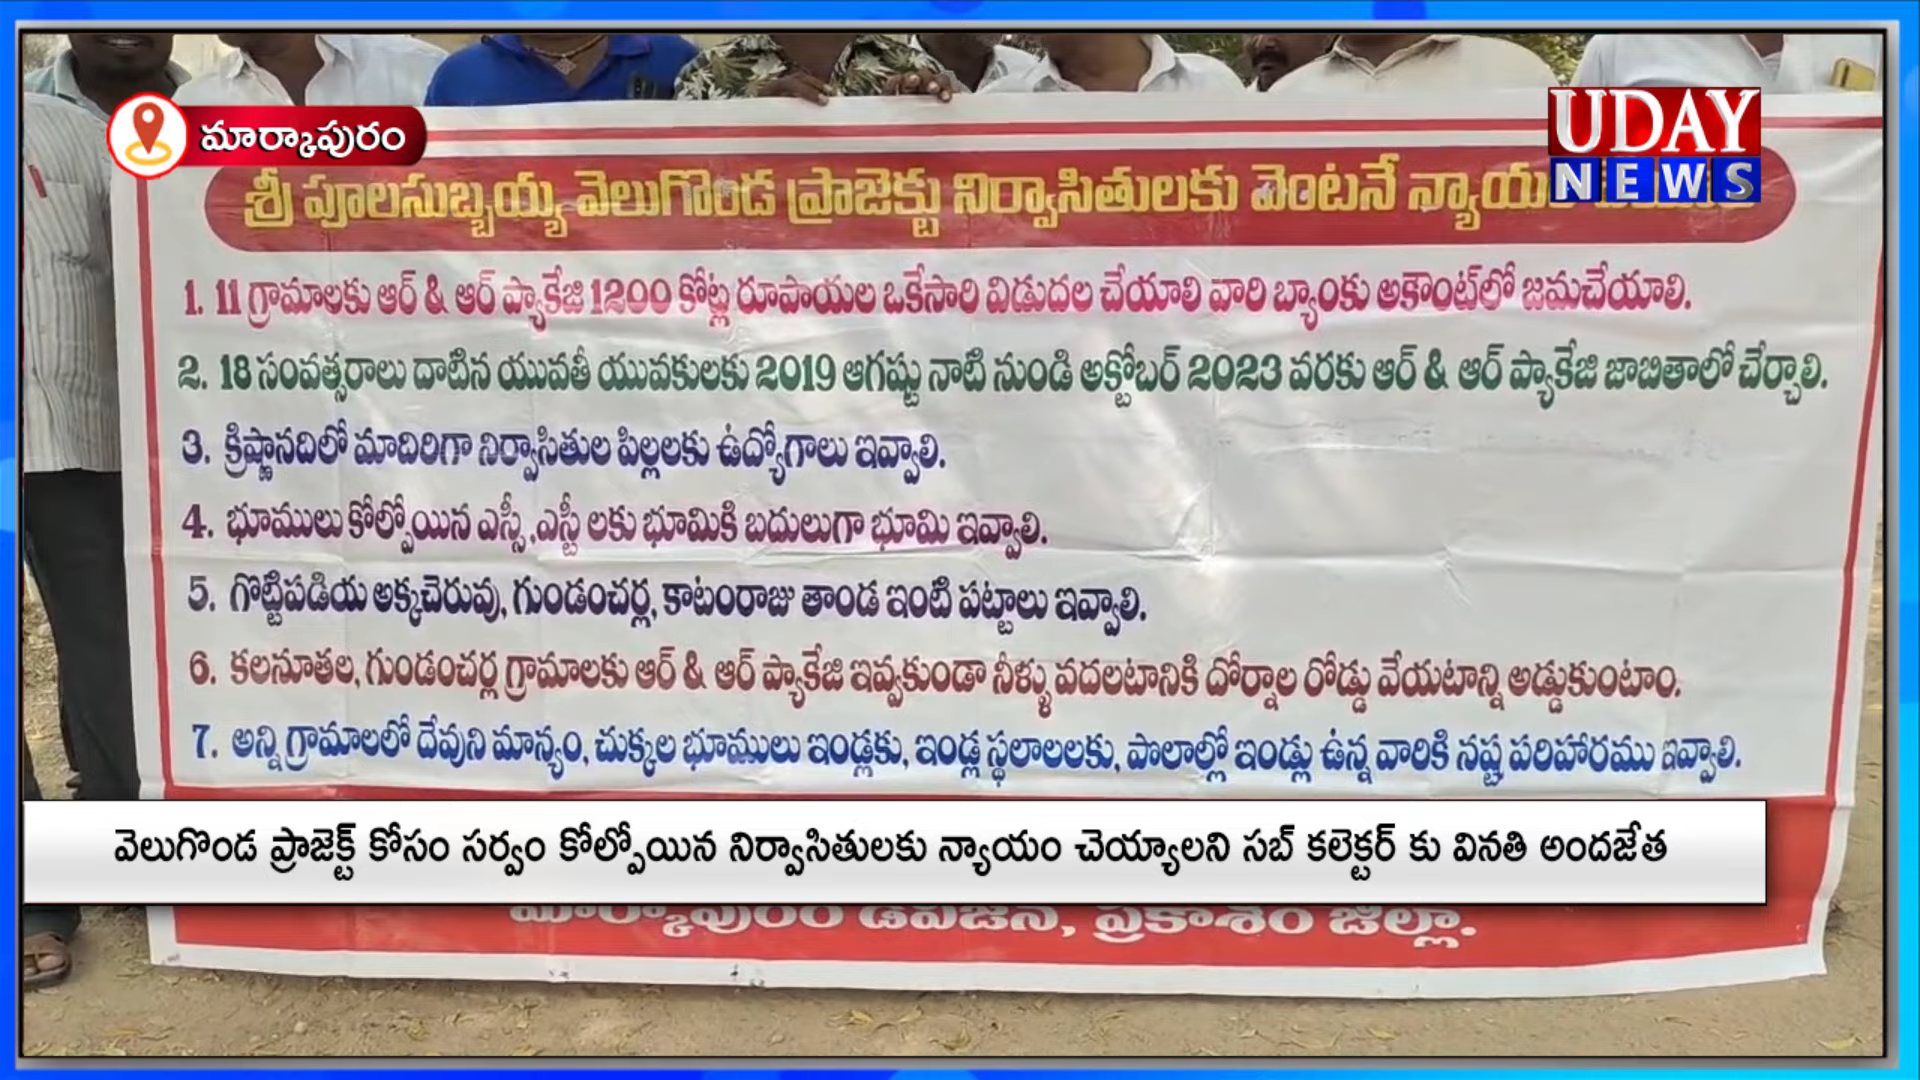 మార్కాపురం
UDAY
NEWS
శ్రీ పూలసుబ్బయ్య వెలుగొండ ప్రాజెక్టు నిర్వాసితులకు వెంటనే న్యాయం
1. 11 గ్రామాలకు ఆర్ & ఆర్ ప్యాకేజి 1200 కోట్ల రూపాయల ఒకేసారి విడుదల చేయాలి వారి బ్యాంకు అకౌంట్‌లో జమచేయాలి.
2. 18 సంవత్సరాలు దాటిన యువతీ యువకులకు 2019 ఆగష్టు నాటి నుండి అక్టోబర్ 2023 వరకు ఆర్ & ఆర్ ప్యాకేజి జాబితాలో చేర్చాలి.
3. క్రిష్ణానదిలో మాదిరిగా నిర్వాసితుల పిల్లలకు ఉద్యోగాలు ఇవ్వాలి.
4. భూములు కోల్పోయిన ఎస్సీ,ఎస్టీ లకు భూమికి బదులుగా భూమి ఇవ్వాలి.
5. గొట్టిపడియ అక్కచెరువు, గుండంచర్ల, కాటంరాజు తాండ ఇంటి పట్టాలు ఇవ్వాలి.
6. కలనూతల, గుండంచర్ల గ్రామాలకు ఆర్ & ఆర్ ప్యాకేజి ఇవ్వకుండా నీళ్ళు వదలటానికి దోర్నాల రోడ్డు వేయటాన్ని అడ్డుకుంటాం.
7. అన్ని గ్రామాలలో దేవుని మాన్యం, చుక్కల భూములు ఇండ్లకు, ఇండ్ల స్థలాలలకు, పొలాల్లో ఇండ్లు ఉన్న వారికి నష్ట పరిహారము ఇవ్వాలి.
వెలుగొండ ప్రాజెక్ట్ కోసం సర్వం కోల్పోయిన నిర్వాసితులకు న్యాయం చెయ్యాలని సబ్ కలెక్టర్ కు వినతి అందజేత
మార్కాపురం డివిజన్, ప్రకాశం జిల్లా.